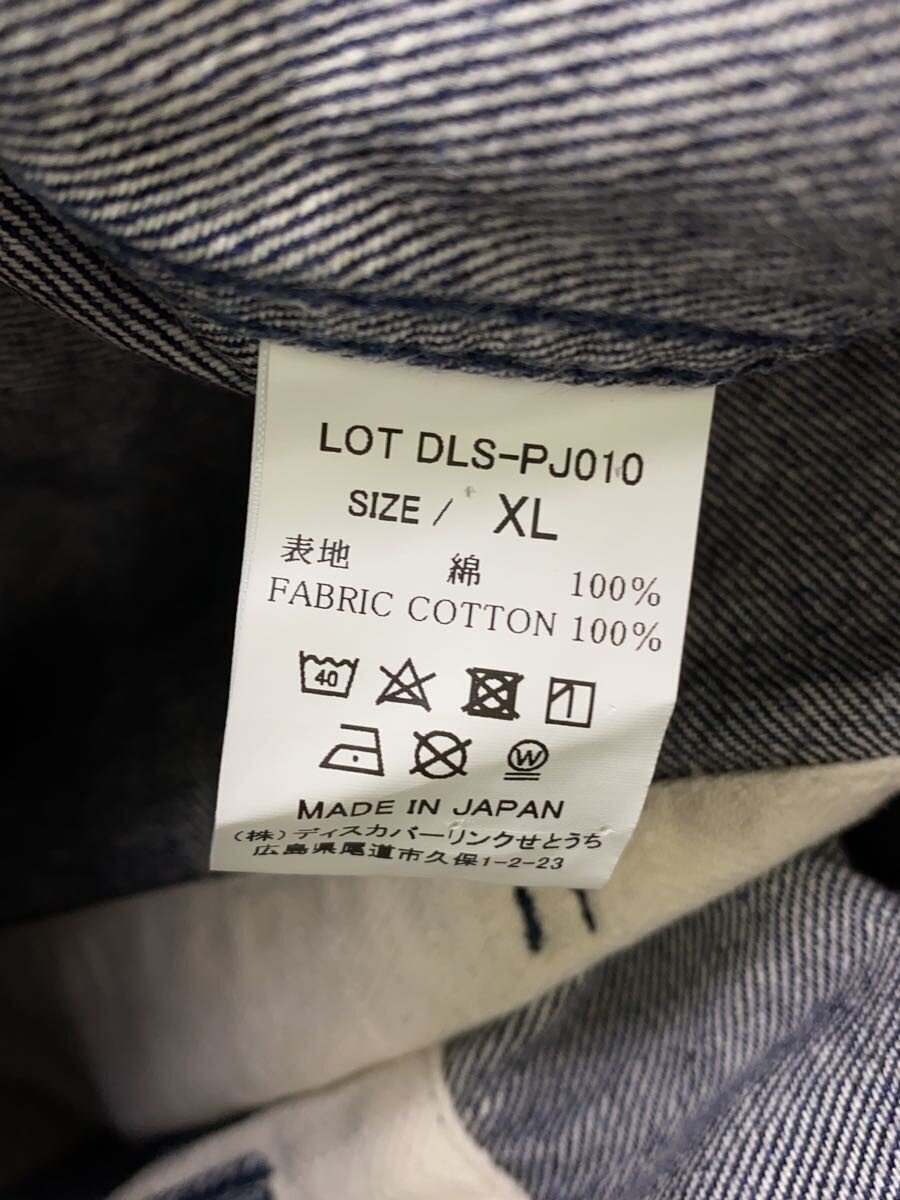 LOT DLS-PJ010
SIZE / XL
表地 綿 100%
FABRIC COTTON 100%
40
W
MADE IN JAPAN
(株)ディスカバーリンクせとうち
広島県尾道市久保1-2-23